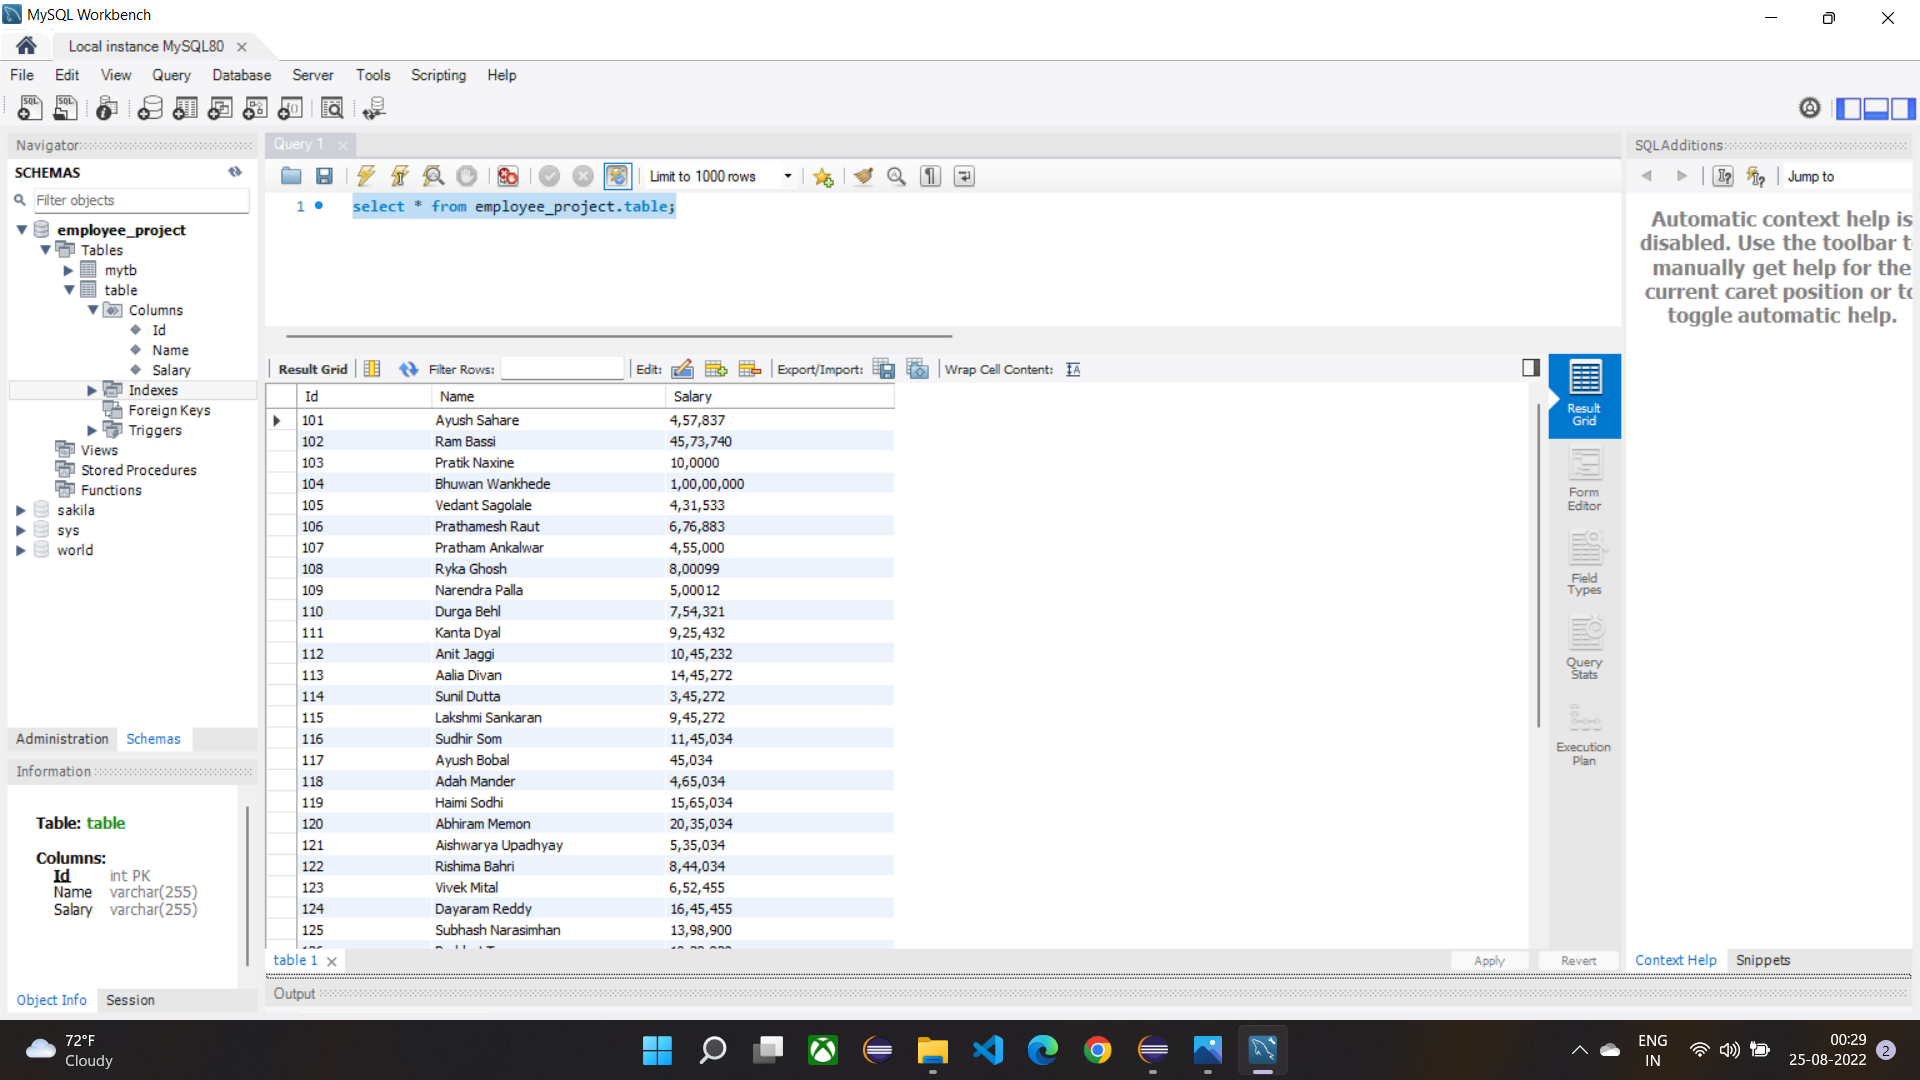 MySQL Workbench
Local instance MySQL80
File Edit View Query Database Server Tools Scripting Help
Navigator
SCHEMAS
Filter objects
employee_project
Tables
mytb
table
Columns
Id
Name
Salary
Indexes
Foreign Keys
Triggers
Views
Stored Procedures
Functions
sakila
sys
world
Administration Schemas
Information
Table: table
Columns:
Id int PK
Name varchar(255)
Salary varchar(255)
Object Info Session
Query 1
Limit to 1000 rows
1 select * from employee_project.table;
Result Grid Filter Rows: Edit: Export/Import: Wrap Cell Content:
Id Name Salary
101 Ayush Sahare 4,57,837
102 Ram Bassi 45,73,740
103 Pratik Naxine 10,0000
104 Bhuwan Wankhede 1,00,00,000
105 Vedant Sagolale 4,31,533
106 Prathamesh Raut 6,76,883
107 Pratham Ankalwar 4,55,000
108 Ryka Ghosh 8,00099
109 Narendra Palla 5,00012
110 Durga Behl 7,54,321
111 Kanta Dyal 9,25,432
112 Anit Jaggi 10,45,232
113 Aalia Divan 14,45,272
114 Sunil Dutta 3,45,272
115 Lakshmi Sankaran 9,45,272
116 Sudhir Som 11,45,034
117 Ayush Bobal 45,034
118 Adah Mander 4,65,034
119 Haimi Sodhi 15,65,034
120 Abhiram Memon 20,35,034
121 Aishwarya Upadhyay 5,35,034
122 Rishima Bahri 8,44,034
123 Vivek Mital 6,52,455
124 Dayaram Reddy 16,45,455
125 Subhash Narasimhan 13,98,900
table 1
Apply Revert
Output
Result
Grid
Form
Editor
Field
Types
Query
Stats
Execution
Plan
SQLAdditions
Jump to
Automatic context help is
disabled. Use the toolbar t
manually get help for the
current caret position or to
toggle automatic help.
Context Help Snippets
72°F
Cloudy
ENG
IN
00:29
25-08-2022
2